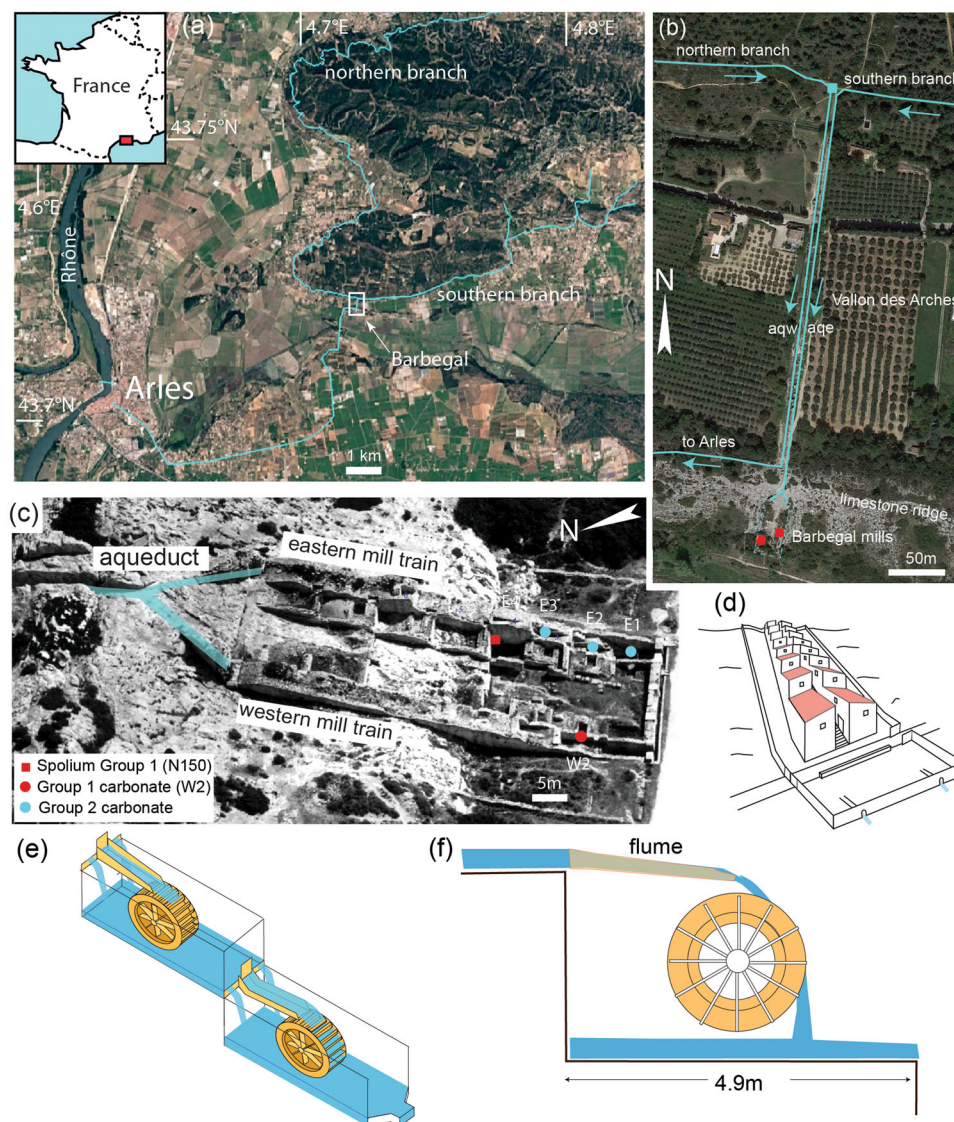 (a)
4.7°E
4.8°E
France
northern branch
43.75°N
4.6°E
Rhône
southern branch
Barbegal
Arles
43.7°N
1 km
(b)
northern branch
southern branch
N
Vallon des Arches
aqw
aqe
to Arles
limestone ridge
Barbegal mills
50m
(c)
N
aqueduct
eastern mill train
E4
E3
E2
E1
western mill train
W2
5m
Spolium Group 1 (N150)
Group 1 carbonate (W2)
Group 2 carbonate
(d)
(e)
(f)
flume
4.9m